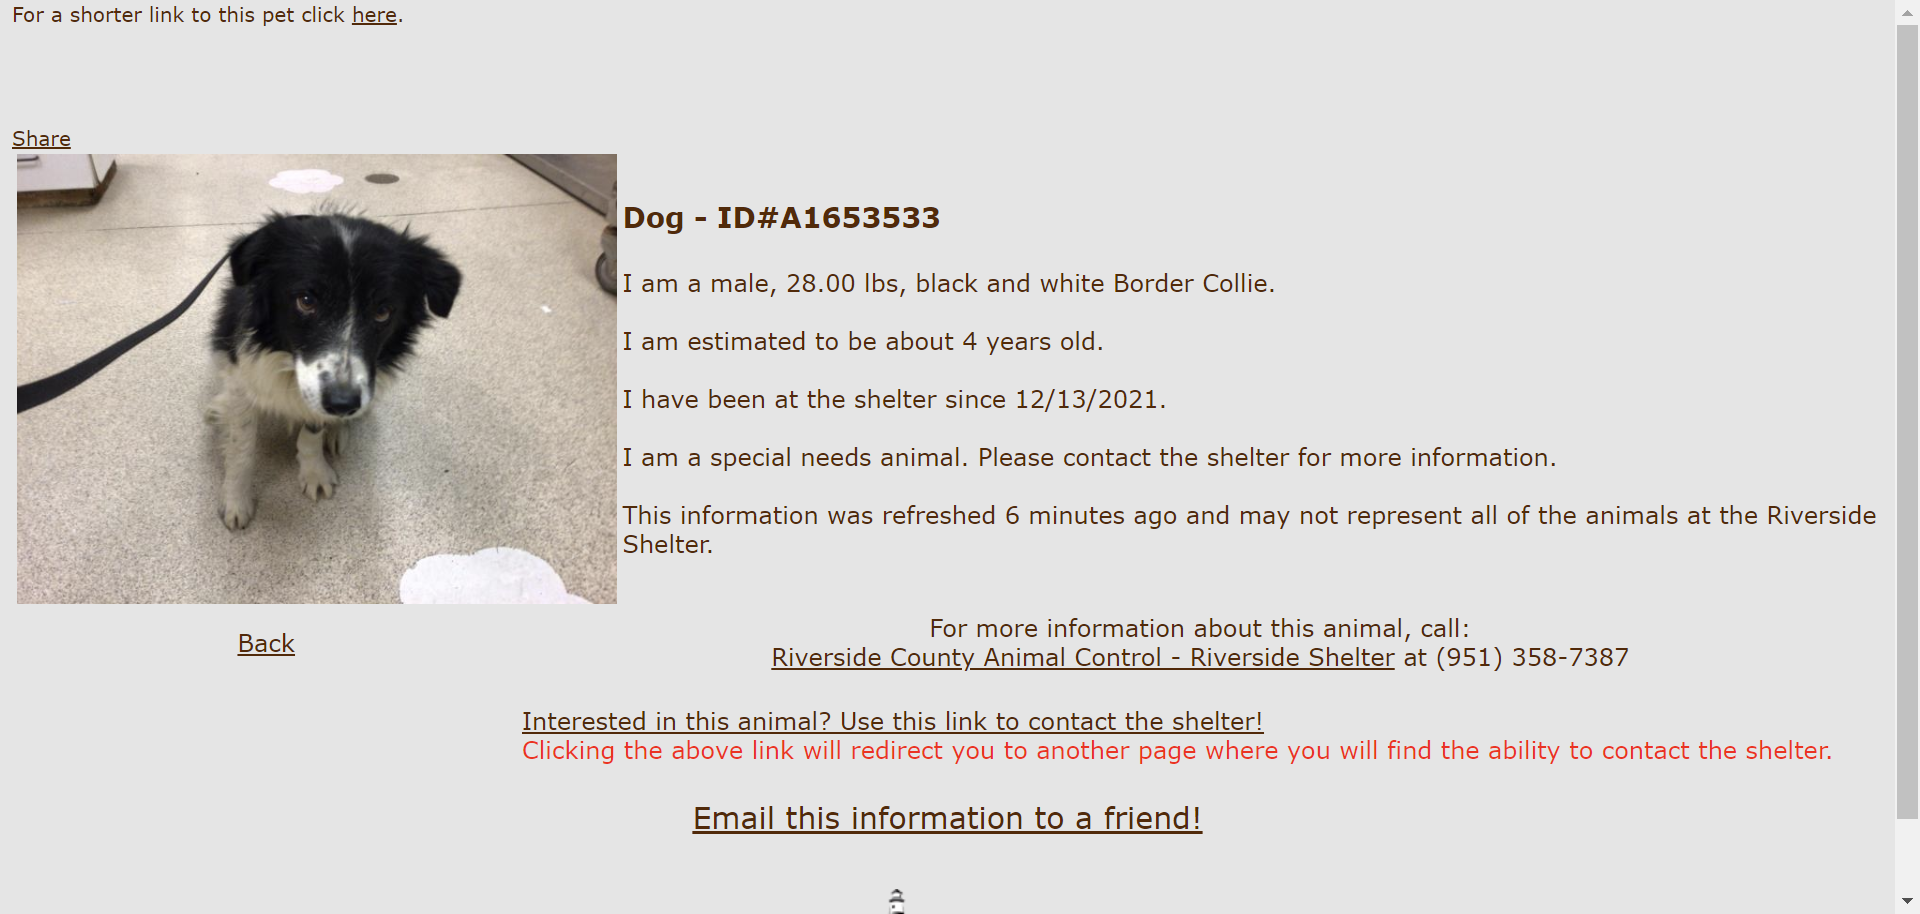 For a shorter link to this pet click here.
Share
Dog - ID#A1653533
I am a male, 28.00 lbs, black and white Border Collie.
I am estimated to be about 4 years old.
I have been at the shelter since 12/13/2021.
I am a special needs animal. Please contact the shelter for more information.
This information was refreshed 6 minutes ago and may not represent all of the animals at the Riverside
Shelter.
Back
For more information about this animal, call:
Riverside County Animal Control - Riverside Shelter at (951) 358-7387
Interested in this animal? Use this link to contact the shelter!
Clicking the above link will redirect you to another page where you will find the ability to contact the shelter.
Email this information to a friend!